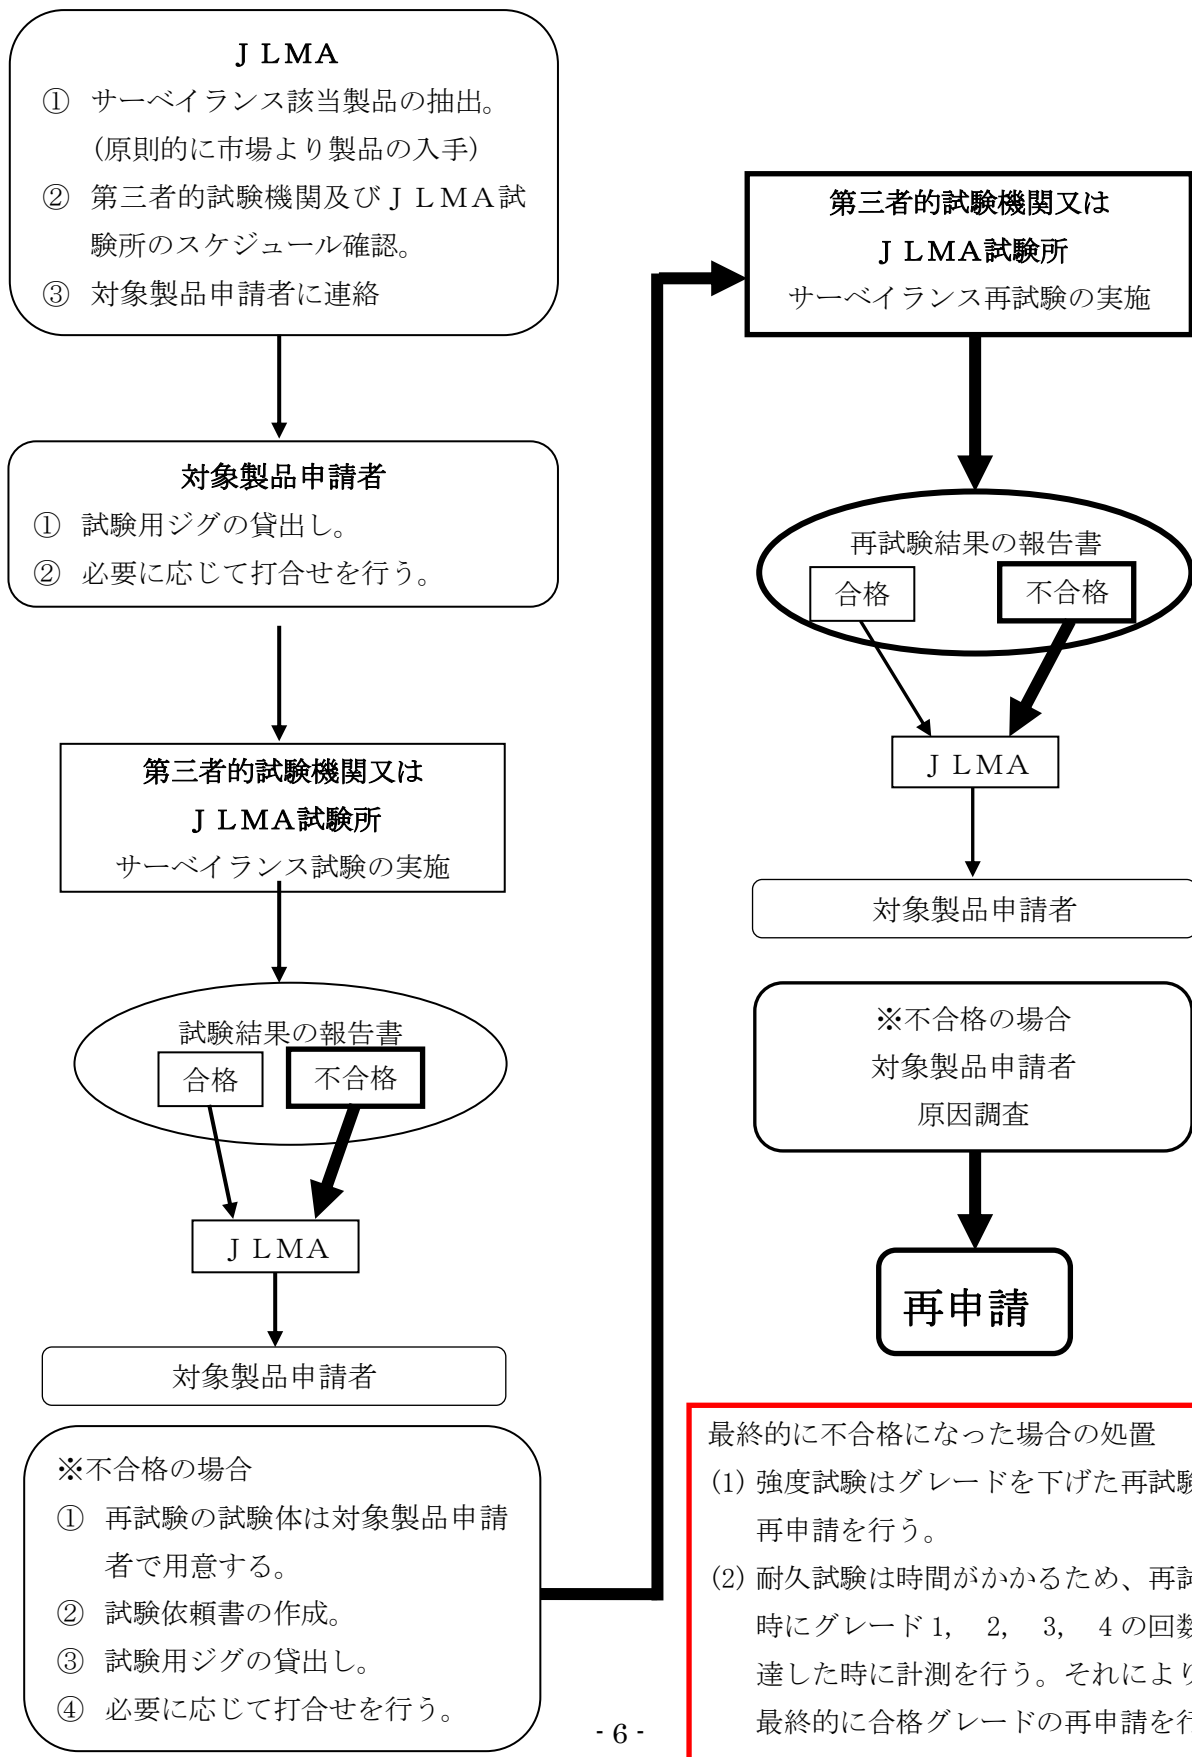 ＪＬＭＡ
① サーベイランス該当製品の抽出。
(原則的に市場より製品の入手)
② 第三者的試験機関及びＪＬＭＡ試
験所のスケジュール確認。
③ 対象製品申請者に連絡
対象製品申請者
① 試験用ジグの貸出し。
② 必要に応じて打合せを行う。
第三者的試験機関又は
ＪＬＭＡ試験所
サーベイランス試験の実施
試験結果の報告書
合格 不合格
ＪＬＭＡ
対象製品申請者
※不合格の場合
① 再試験の試験体は対象製品申請
者で用意する。
② 試験依頼書の作成。
③ 試験用ジグの貸出し。
④ 必要に応じて打合せを行う。
第三者的試験機関又は
ＪＬＭＡ試験所
サーベイランス再試験の実施
再試験結果の報告書
合格 不合格
ＪＬＭＡ
対象製品申請者
※不合格の場合
対象製品申請者
原因調査
再申請
最終的に不合格になった場合の処置
(1) 強度試験はグレードを下げた再試験
再申請を行う。
(2) 耐久試験は時間がかかるため、再試
時にグレード 1, 2, 3, 4 の回数
達した時に計測を行う。それにより
最終的に合格グレードの再申請を行
- 6 -